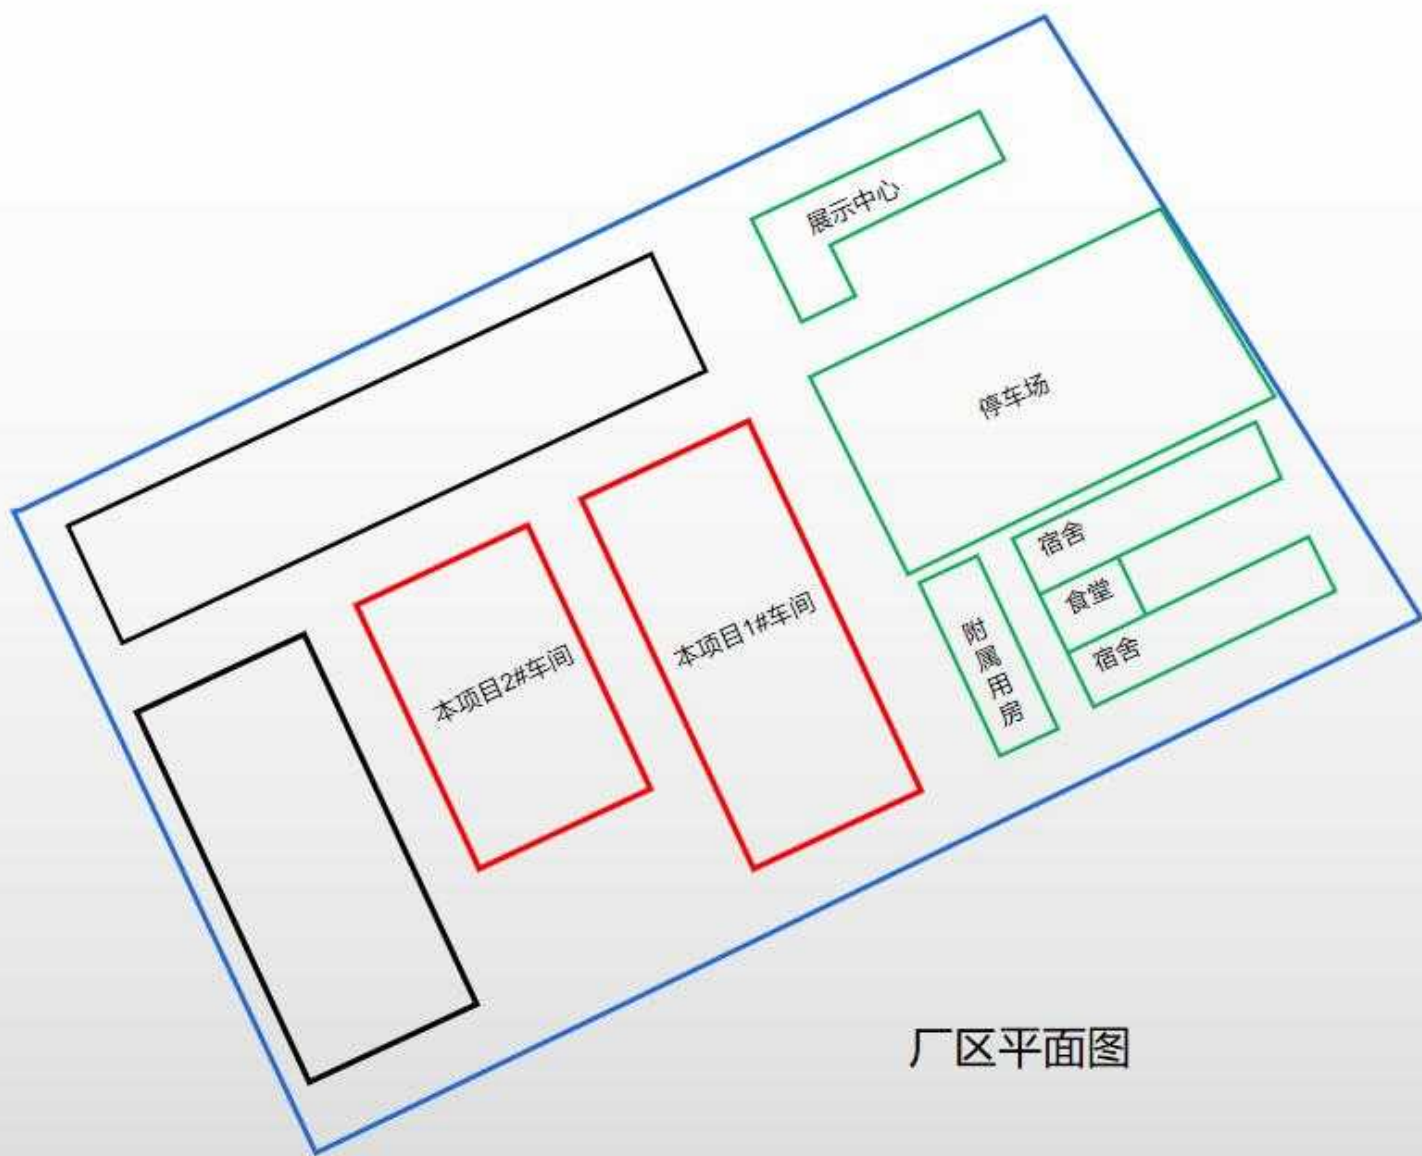 展示中心
停车场
宿舍
食堂
宿舍
附属用房
本项目1#车间
本项目2#车间
厂区平面图